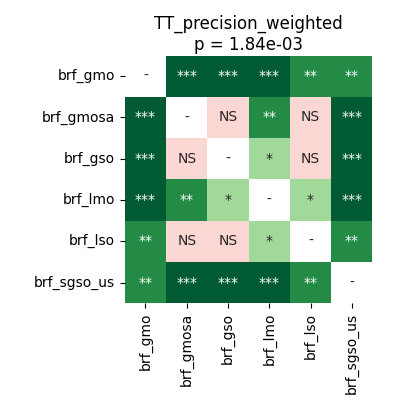 TT_precision_weighted
p = 1.84e-03
brf_gmo - *** *** *** ** **
brf_gmosa *** - NS ** NS ***
brf_gso *** NS - * NS ***
brf_lmo *** ** * - * ***
brf_lso ** NS NS * - **
brf_sgso_us ** *** *** *** ** -
brf_gmo
brf_gmosa
brf_gso
brf_lmo
brf_lso
brf_sgso_us